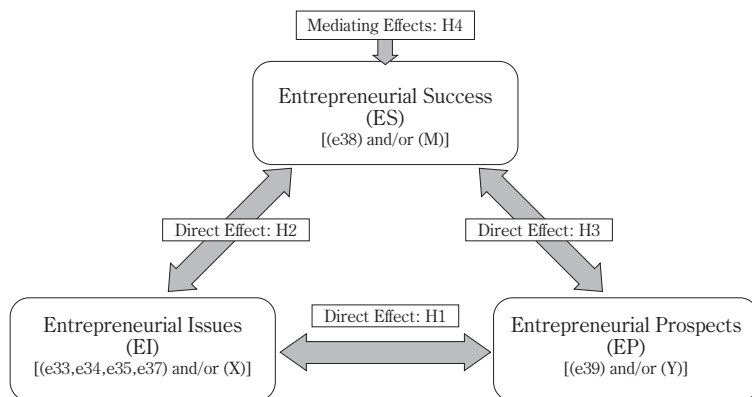 Mediating Effects: H4
Entrepreneurial Success
(ES)
[(e38) and/or (M)]
Direct Effect: H2
Direct Effect: H3
Direct Effect: H1
Entrepreneurial Issues
(EI)
[(e33,e34,e35,e37) and/or (X)]
Entrepreneurial Prospects
(EP)
[(e39) and/or (Y)]